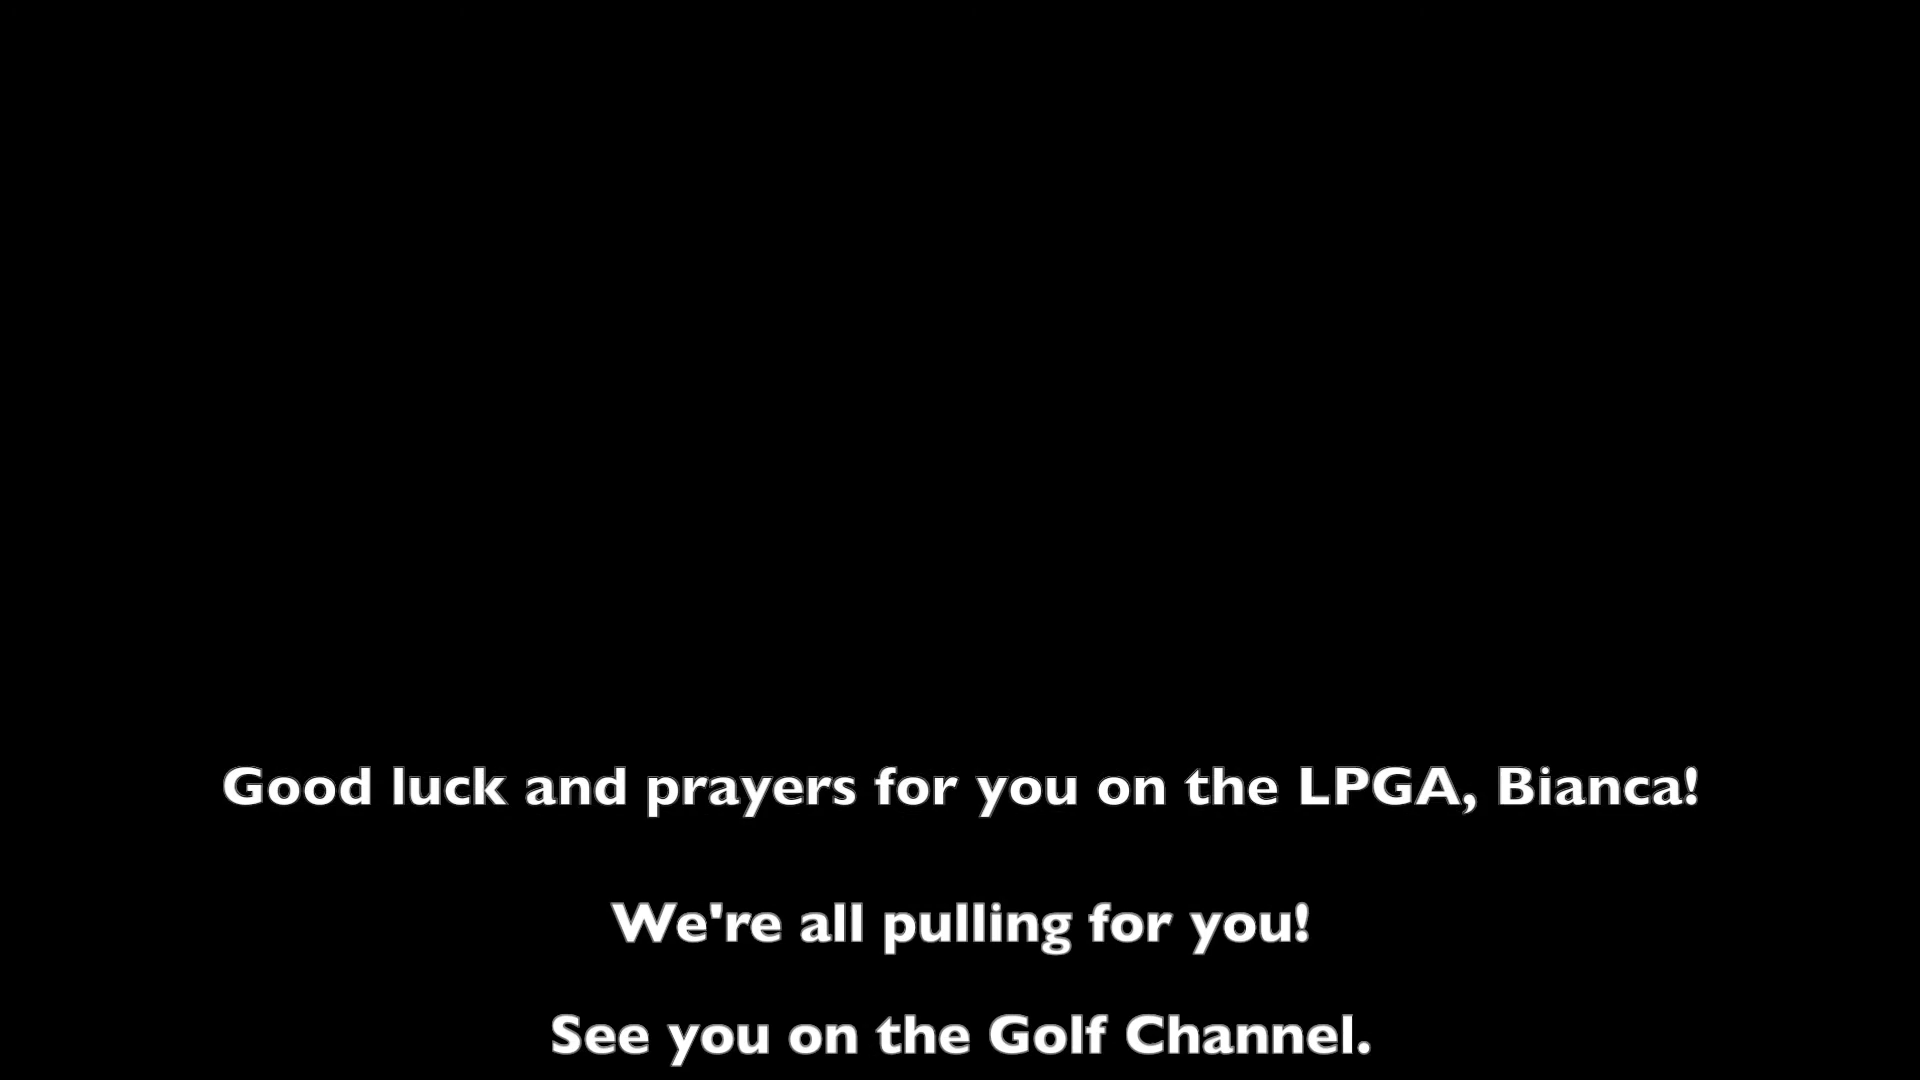 Good luck and prayers for you on the LPGA, Bianca!
We're all pulling for you!
See you on the Golf Channel.